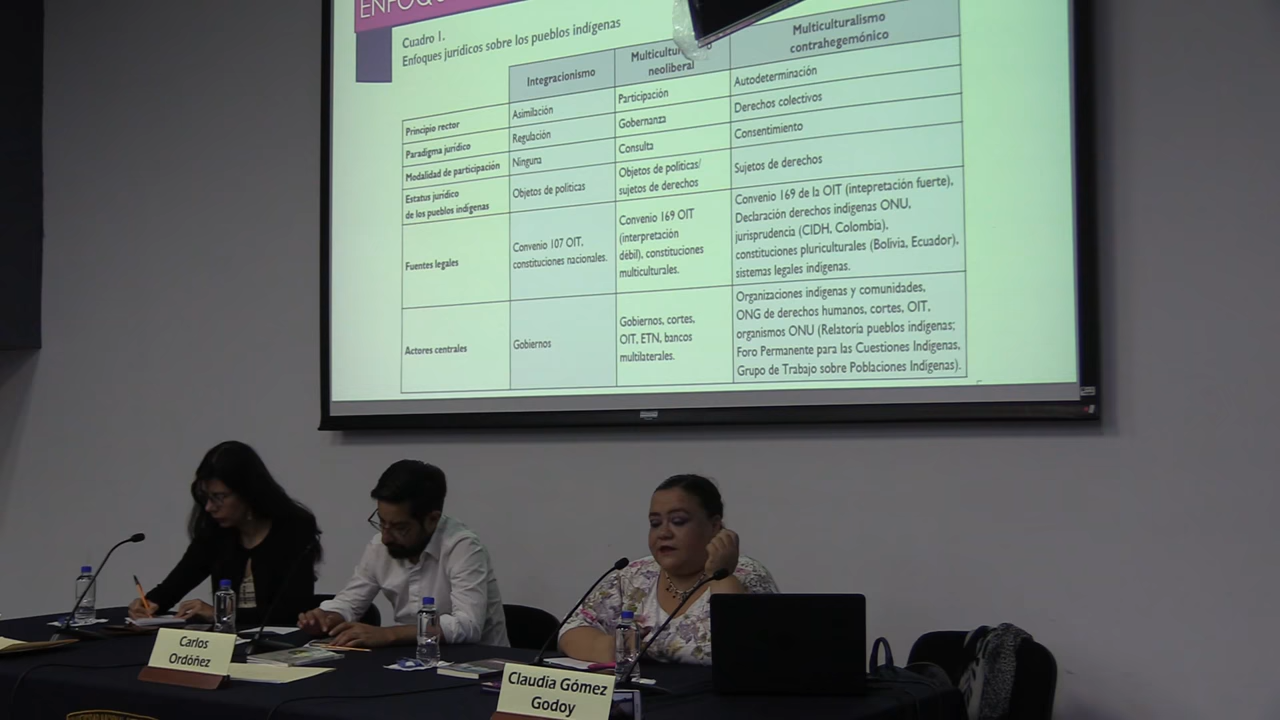 Cuadro 1.
Enfoques jurídicos sobre los pueblos indígenas
Integracionismo
neoliberal
Multiculturalismo
contrahegemónico
Principio rector
Asimilación
Participación
Autodeterminación
Paradigma jurídico
Regulación
Gobernanza
Derechos colectivos
Modalidad de participación
Ninguna
Consulta
Consentimiento
Estatus jurídico
de los pueblos indígenas
Objetos de políticas
Objetos de políticas/
sujetos de derechos
Sujetos de derechos
Fuentes legales
Convenio 107 OIT,
constituciones nacionales.
Convenio 169 OIT
(interpretación
débil), constituciones
multiculturales.
Convenio 169 de la OIT (intepretación fuerte),
Declaración derechos indígenas ONU,
jurisprudencia (CIDH, Colombia),
constituciones pluriculturales (Bolivia, Ecuador),
sistemas legales indígenas.
Actores centrales
Gobiernos
Gobiernos, cortes,
OIT, ETN, bancos
multilaterales.
Organizaciones indígenas y comunidades,
ONG de derechos humanos, cortes, OIT,
organismos ONU (Relatoría pueblos indígenas;
Foro Permanente para las Cuestiones Indígenas,
Grupo de Trabajo sobre Poblaciones Indígenas).
Carlos
Ordóñez
Claudia Gómez
Godoy